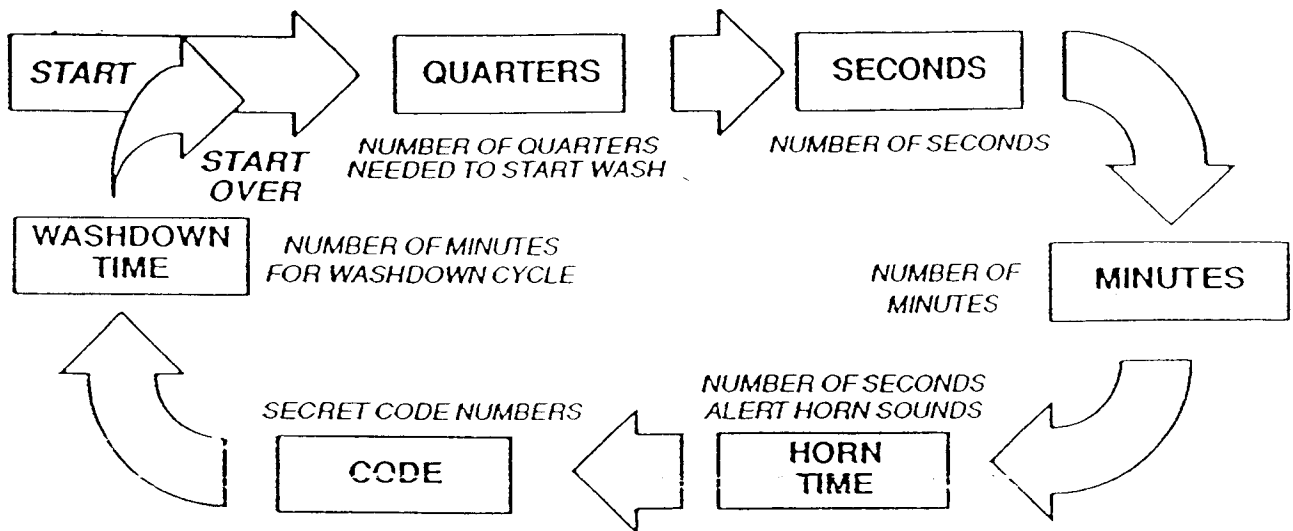 START
QUARTERS
SECONDS
NUMBER OF QUARTERS
NEEDED TO START WASH
NUMBER OF SECONDS
START
OVER
WASHDOWN
TIME
NUMBER OF MINUTES
FOR WASHDOWN CYCLE
NUMBER OF
MINUTES
MINUTES
NUMBER OF SECONDS
ALERT HORN SOUNDS
HORN
TIME
SECRET CODE NUMBERS
CODE